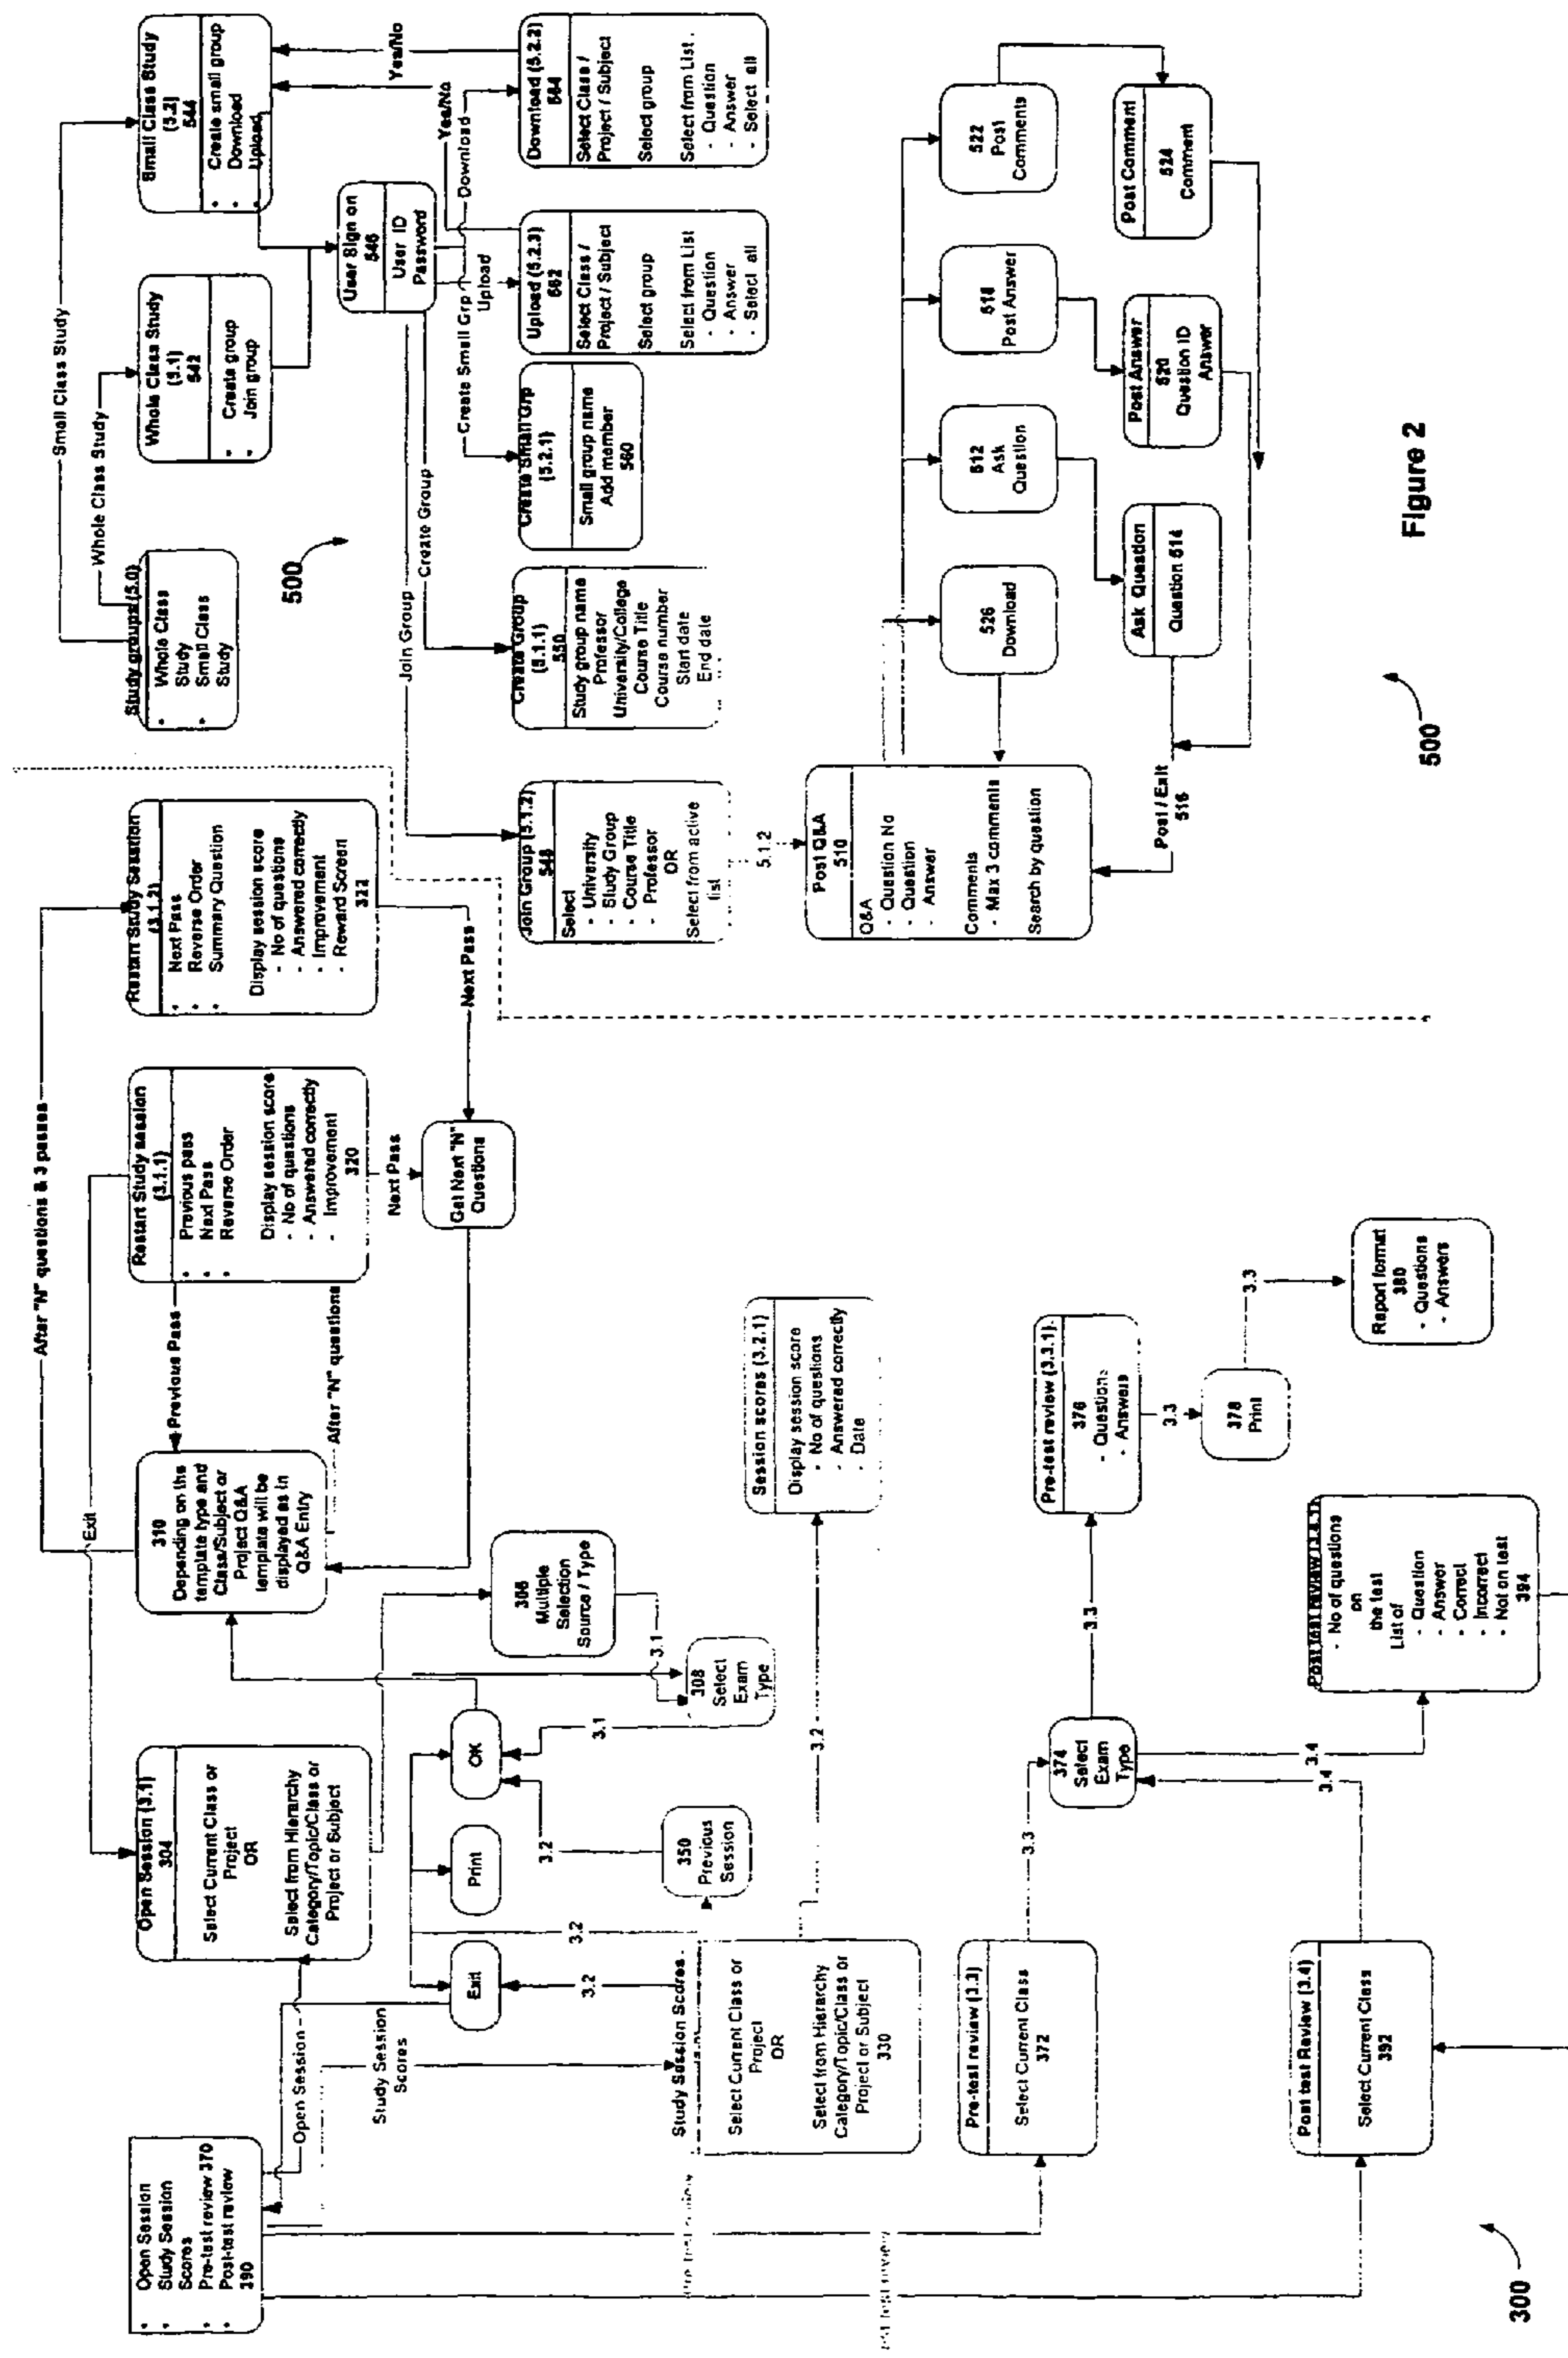 Open Session
Study Session
Scores
Pre-test review 370
Post-test review
390
Open Session
Study Session
Scores
Open Session (3.1)
304
Select Current Class or
Project
OR
Select from Hierarchy
Category/Topic/Class or
Project or Subject
Exit
Print
OK
3.2
3.2
3.2
3.1
3.1
350
Previous
Session
306
Multiple
Selection
Source / Type
308
Select
Exam
Type
310
Depending on the
template type and
Class/Subject or
Project Q&A
template will be
displayed as in
Q&A Entry
Exit
After "N" questions & 3 passes
Previous Pass
After "N" questions
Restart Study session
(3.1.1)
Previous pass
Next Pass
Reverse Order
Display session score
- No of questions
- Answered correctly
- Improvement
320
Next Pass
Get Next "N"
Questions
Next Pass
Restart Study Session
(3.1.2)
Next Pass
Reverse Order
Summary Question
Display session score
- No of questions
- Answered correctly
- Improvement
- Reward Screen
322
Study Session Scores
Select Current Class or
Project
OR
Select from Hierarchy
Category/Topic/Class or
Project or Subject
330
3.2
Session scores (3.2.1)
Display session score
- No of questions
- Answered correctly
- Date
Pre-test review (3.3)
Select Current Class
372
3.3
374
Select
Exam
Type
3.3
Pre-test review (3.3.1)
376
- Questions
- Answers
3.3
378
Print
3.3
Report format
380
- Questions
- Answers
Post test Review (3.4)
Select Current Class
392
3.4
3.4
Post test review (3.4.1)
- No of questions
on
the test
List of
- Question
- Answer
- Correct
- Incorrect
- Not on test
394
300
Study groups (5.0)
Whole Class
Study
Small Class
Study
Whole Class Study
Small Class Study
Whole Class Study
(5.1)
542
Create group
Join group
Small Class Study
(5.2)
544
Create small group
Download
Upload
User Sign on
546
User ID
Password
Join Group
Create Group
Create Small Grp
Upload
Download
Yes/No
Yes/No
500
Join Group (5.1.2)
548
Select
- University
- Study Group
- Course Title
- Professor
OR
Select from active
list
Create Group
(5.1.1)
550
Study group name
Professor
University/College
Course Title
Course number
Start date
End date
Create Small Grp
(5.2.1)
Small group name
Add member
560
Upload (5.2.3)
562
Select Class /
Project / Subject
Select group
Select from List
- Question
- Answer
- Select all
Download (5.2.2)
564
Select Class /
Project / Subject
Select group
Select from List
- Question
- Answer
- Select all
5.1.2
Post Q&A
510
Q&A
- Question No
- Question
- Answer
Comments
- Max 3 comments
Search by question
526
Download
512
Ask
Question
518
Post Answer
522
Post
Comments
Ask Question
Question 514
Post Answer
520
Question ID
Answer
Post Comment
524
Comment
Post / Exit
516
500
Figure 2